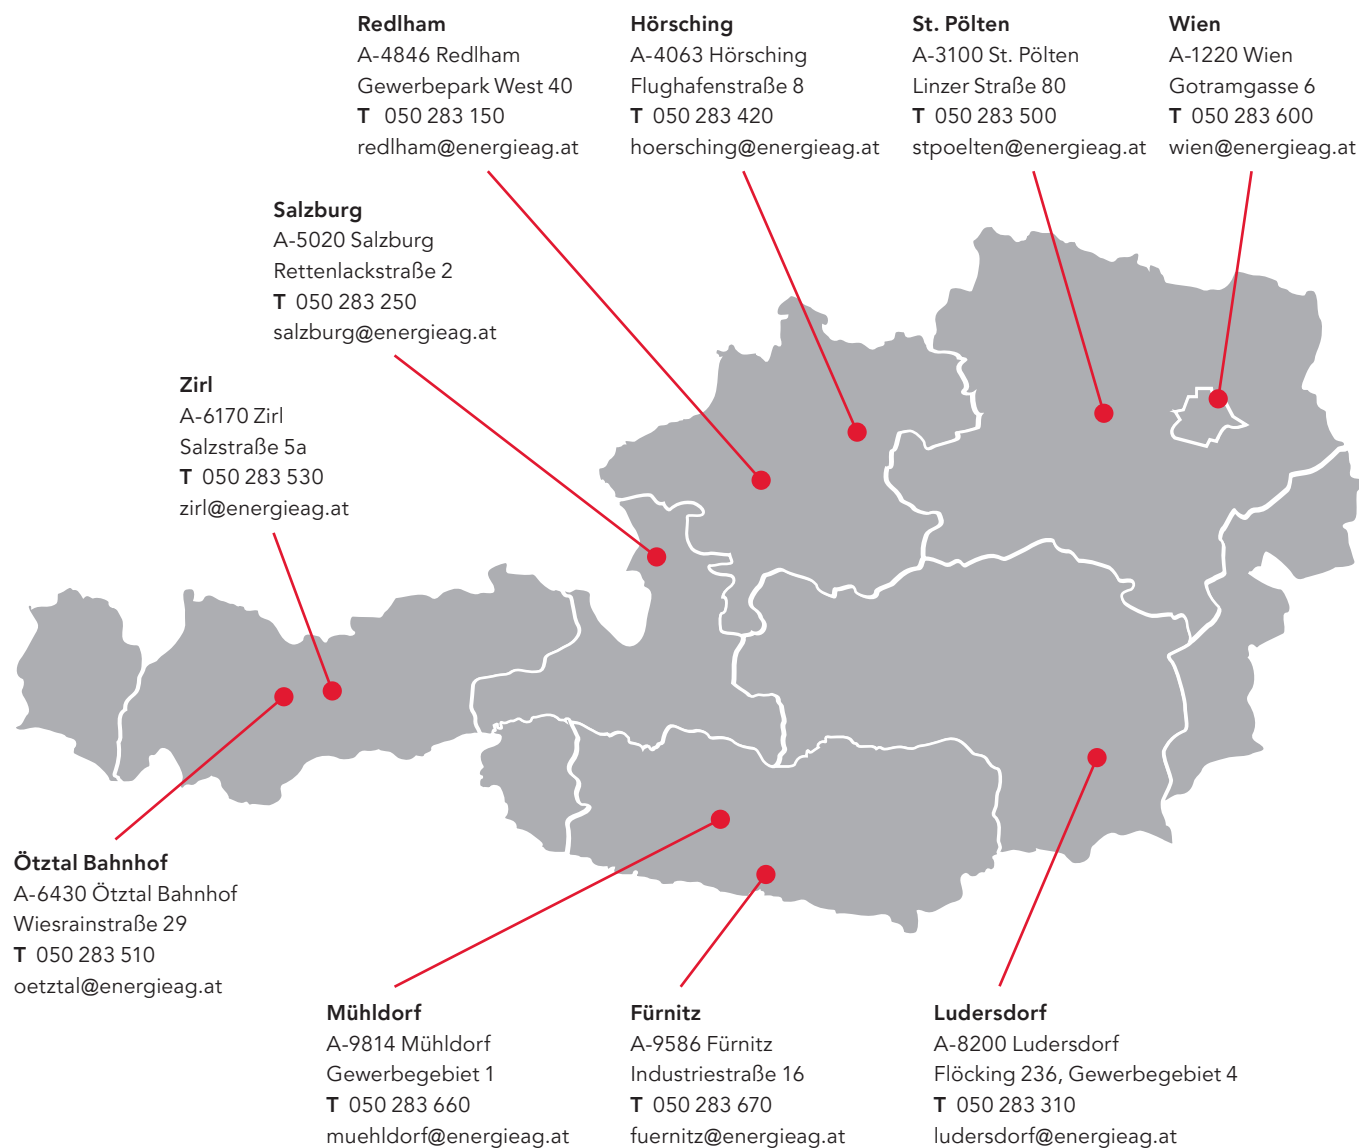 Redlham
A-4846 Redlham
Gewerbepark West 40
T 050 283 150
redlham@energieag.at
Hörsching
A-4063 Hörsching
Flughafenstraße 8
T 050 283 420
hoersching@energieag.at
St. Pölten
A-3100 St. Pölten
Linzer Straße 80
T 050 283 500
stpoelten@energieag.at
Wien
A-1220 Wien
Gotramgasse 6
T 050 283 600
wien@energieag.at
Salzburg
A-5020 Salzburg
Rettenlackstraße 2
T 050 283 250
salzburg@energieag.at
Zirl
A-6170 Zirl
Salzstraße 5a
T 050 283 530
zirl@energieag.at
Ötztal Bahnhof
A-6430 Ötztal Bahnhof
Wiesrainstraße 29
T 050 283 510
oetztal@energieag.at
Mühldorf
A-9814 Mühldorf
Gewerbegebiet 1
T 050 283 660
muehldorf@energieag.at
Fürnitz
A-9586 Fürnitz
Industriestraße 16
T 050 283 670
fuernitz@energieag.at
Ludersdorf
A-8200 Ludersdorf
Flöcking 236, Gewerbegebiet 4
T 050 283 310
ludersdorf@energieag.at